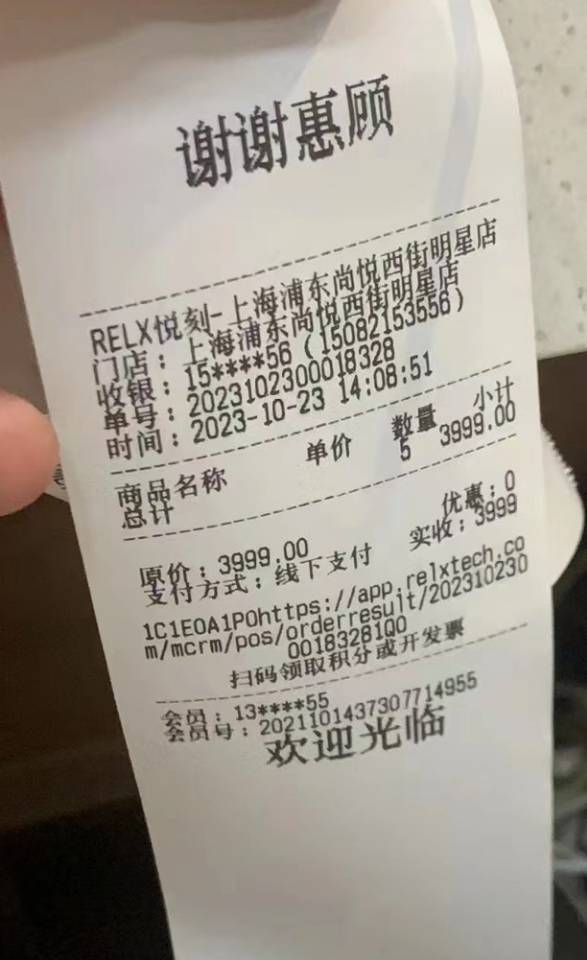 谢谢惠顾
RELX悦刻-上海浦东尚悦西街明星店
门店：上海浦东尚悦西街明星店
收银：15****56（15082153556）
单号：2023102300018328
时间：2023-10-23 14:08:51
商品名称 单价 数量 小计
总计 5 3999.00
原价：3999.00 优惠：0
支付方式：线下支付 实收：3999
1C1E0A1P0https://app.relxtech.co
m/mcrm/pos/orderresult/202310230
00183281Q0
扫码领取积分或开发票
会员：13****55
会员号：2021101437307714955
欢迎光临